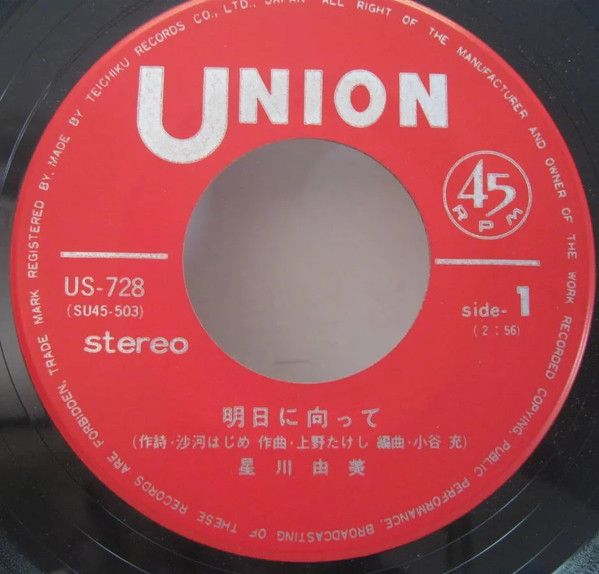 TRADE MARK REGISTERED BY, MADE BY TEICHIKU RECORDS CO., LTD., JAPAN ALL RIGHT OF THE MANUFACTURER AND OWNER OF THE WORK RECORDED COPYING PUBLIC PERFORMANCE, BROADCASTING OF THESE RECORDS ARE FORBIDDEN,
UNION
45
RPM
US-728
(SU45-503)
stereo
side-1
(2:56)
明日に向って
(作詩・沙河はじめ 作曲・上野たけし 編曲・小谷 充)
星川由美